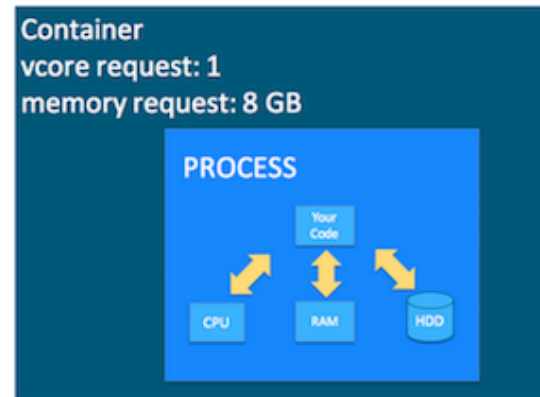 Container
vcore request: 1
memory request: 8 GB
PROCESS
Your
Code
CPU
RAM
HDD